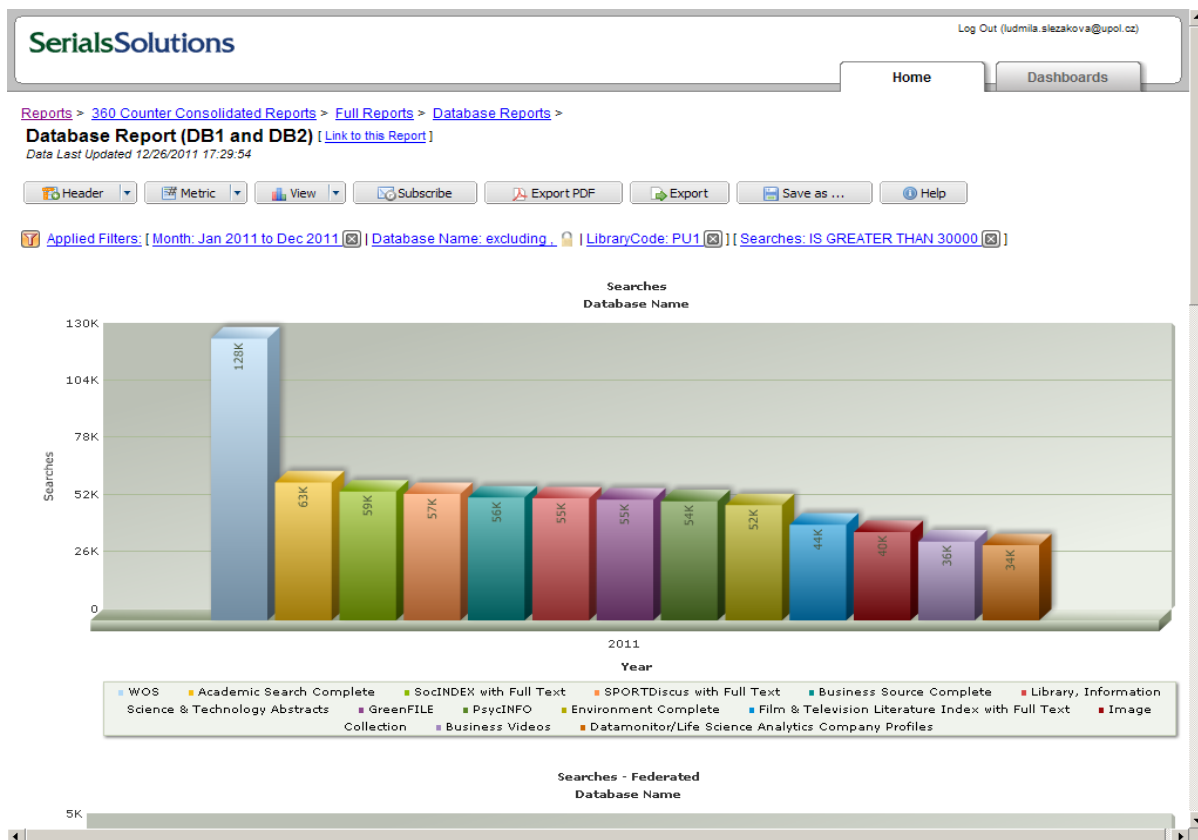 Log Out (ludmila.slezakova@upol.cz)
SerialsSolutions
Home
Dashboards
Reports > 360 Counter Consolidated Reports > Full Reports > Database Reports >
Database Report (DB1 and DB2) [ Link to this Report ]
Data Last Updated 12/26/2011 17:29:54
Header Metric View Subscribe Export PDF Export Save as ... Help
Applied Filters: [ Month: Jan 2011 to Dec 2011 | Database Name: excluding , | LibraryCode: PU1 ] [ Searches: IS GREATER THAN 30000 ]
Searches
Database Name
130K
104K
78K
52K
26K
0
Searches
128K
63K
59K
57K
56K
55K
55K
54K
52K
44K
40K
36K
34K
2011
Year
WOS Academic Search Complete SocINDEX with Full Text SPORTDiscus with Full Text Business Source Complete Library, Information
Science & Technology Abstracts GreenFILE PsycINFO Environment Complete Film & Television Literature Index with Full Text Image
Collection Business Videos Datamonitor/Life Science Analytics Company Profiles
Searches - Federated
Database Name
5K